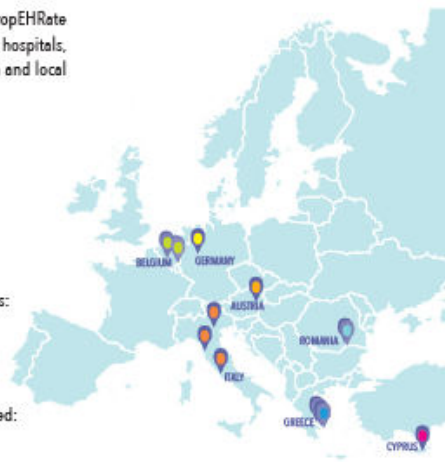 opEHRate
hospitals,
and local
BELGIUM
GERMANY
s:
AUSTRIA
ROMANIA
ITALY
ed:
GREECE
CYPRUS